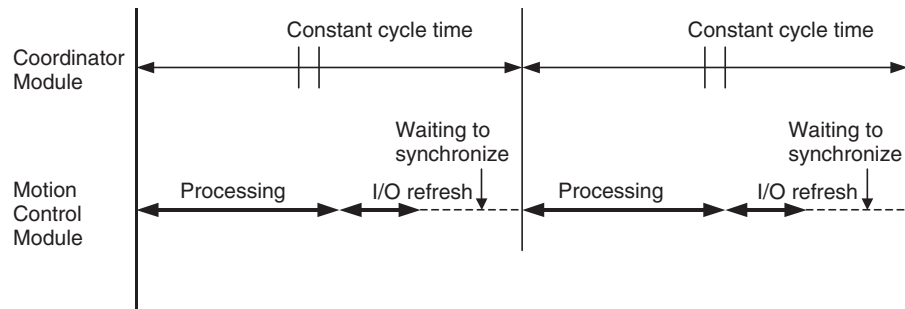 Constant cycle time
Constant cycle time
Coordinator
Module
Waiting to
synchronize
Waiting to
synchronize
Motion
Control
Module
Processing
I/O refresh
Processing
I/O refresh